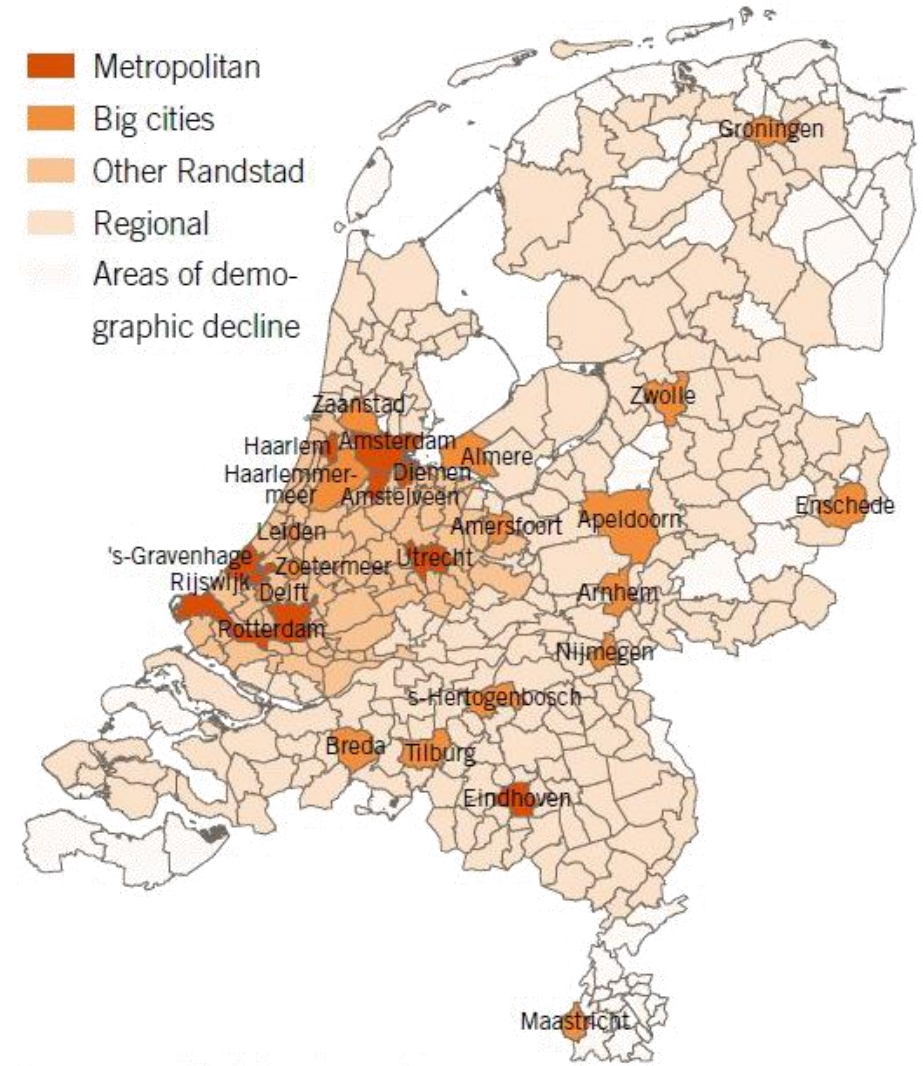 Metropolitan
Big cities
Other Randstad
Regional
Areas of demo-
graphic decline
Groningen
Zwolle
Zaanstad
Haarlem
Amsterdam
Almere
Haarlemmer-
meer
Diemen
Amstelveen
Enschede
Apeldoorn
Amersfoort
Leiden
's-Gravenhage
Zoetermeer
Utrecht
Rijswijk
Delft
Arnhem
Rotterdam
Nijmegen
's-Hertogenbosch
Breda
Tilburg
Eindhoven
Maastricht